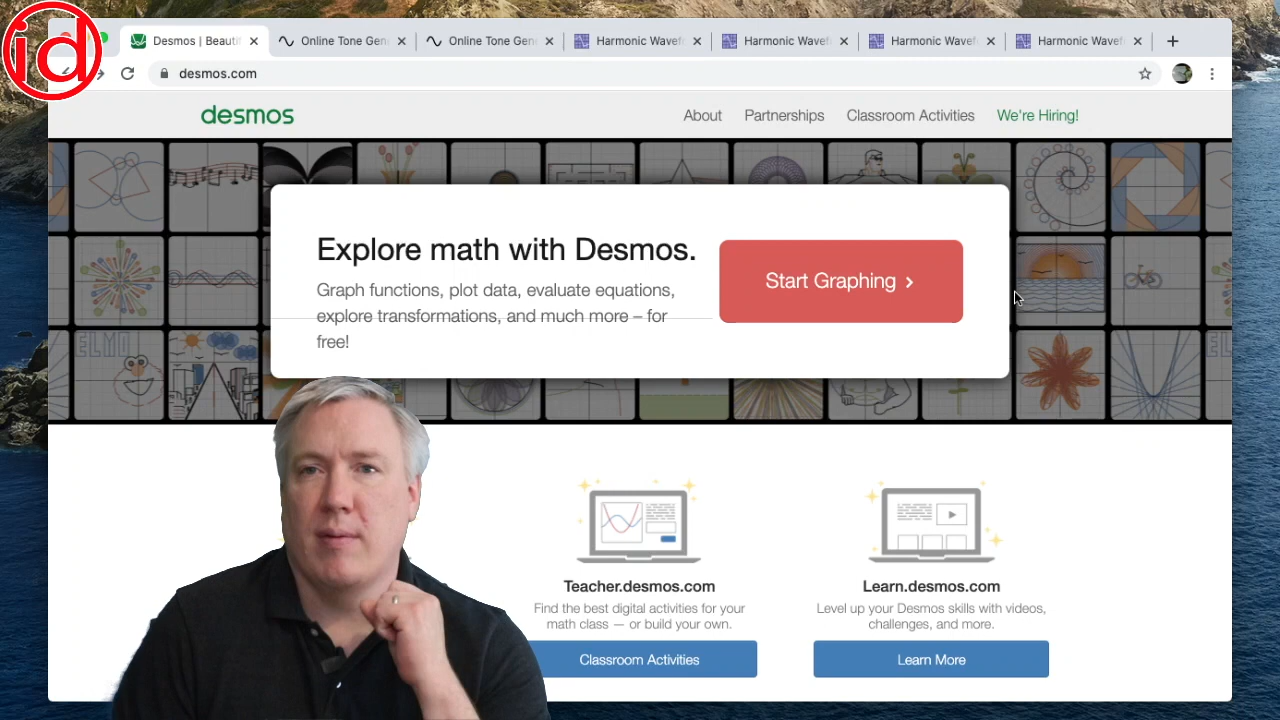 id
Desmos | Beauti
Online Tone Gene
Online Tone Gene
Harmonic Wavef
Harmonic Wavef
Harmonic Wavef
Harmonic Wavef
desmos.com
desmos
About
Partnerships
Classroom Activities
We're Hiring!
Explore math with Desmos.
Graph functions, plot data, evaluate equations,
explore transformations, and much more – for
free!
Start Graphing
ELMO
EL
Teacher.desmos.com
Find the best digital activities for your
math class — or build your own.
Classroom Activities
Learn.desmos.com
Level up your Desmos skills with videos,
challenges, and more.
Learn More